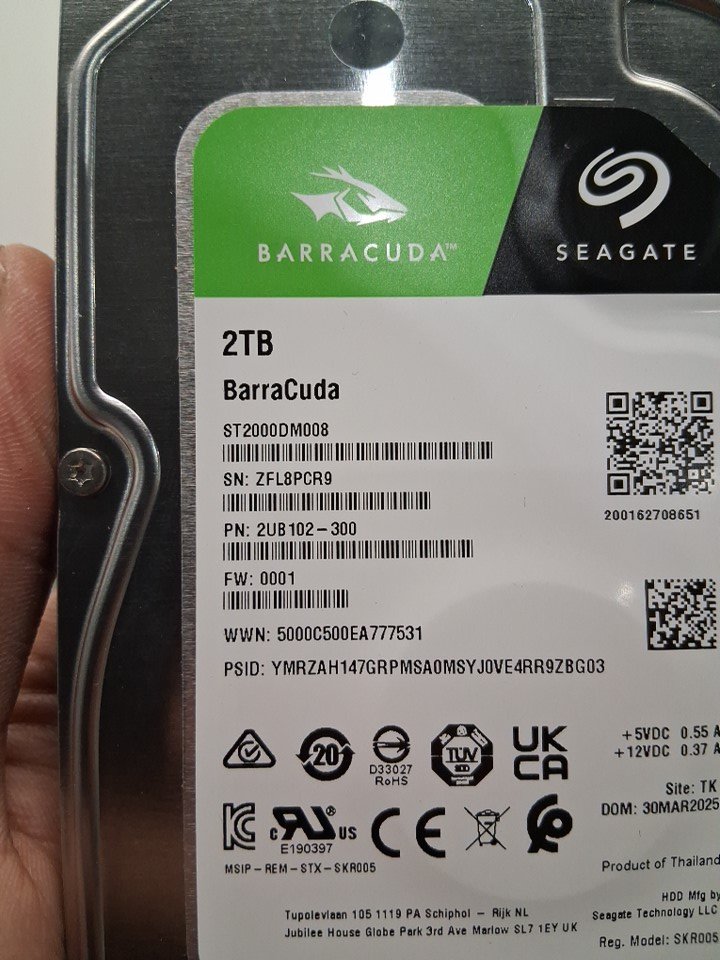 BARRACUDA™
SEAGATE
2TB
BarraCuda
ST2000DM008
SN: ZFL8PCR9
PN: 2UB102-300
200162708651
FW: 0001
WWN: 5000C500EA777531
PSID: YMRZAH147GRPMSA0MSYJ0VE4RR9ZBG03
20
D33027
RoHS
TUV
UK
CA
+5VDC 0.55 A
+12VDC 0.37 A
Site: TK
DOM: 30MAR2025
c RU® US
E190397
CE
MSIP-REM-STX-SKR005
Product of Thailand
HDD Mfg by
Seagate Technology LLC
Reg. Model: SKR005
Tupolevlaan 105 1119 PA Schiphol - Rijk NL
Jubilee House Globe Park 3rd Ave Marlow SL7 1EY UK